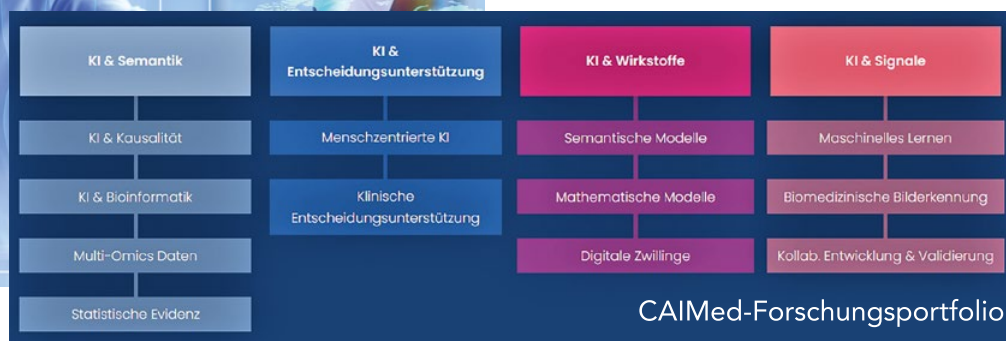 KI & Semantik
KI & Kausalität
KI & Bioinformatik
Multi-Omics Daten
Statistische Evidenz
KI &
Entscheidungsunterstützung
Menschzentrierte KI
Klinische
Entscheidungsunterstützung
KI & Wirkstoffe
Semantische Modelle
Mathematische Modelle
Digitale Zwillinge
KI & Signale
Maschinelles Lernen
Biomedizinische Bilderkennung
Kollab. Entwicklung & Validierung
CAIMed-Forschungsportfolio